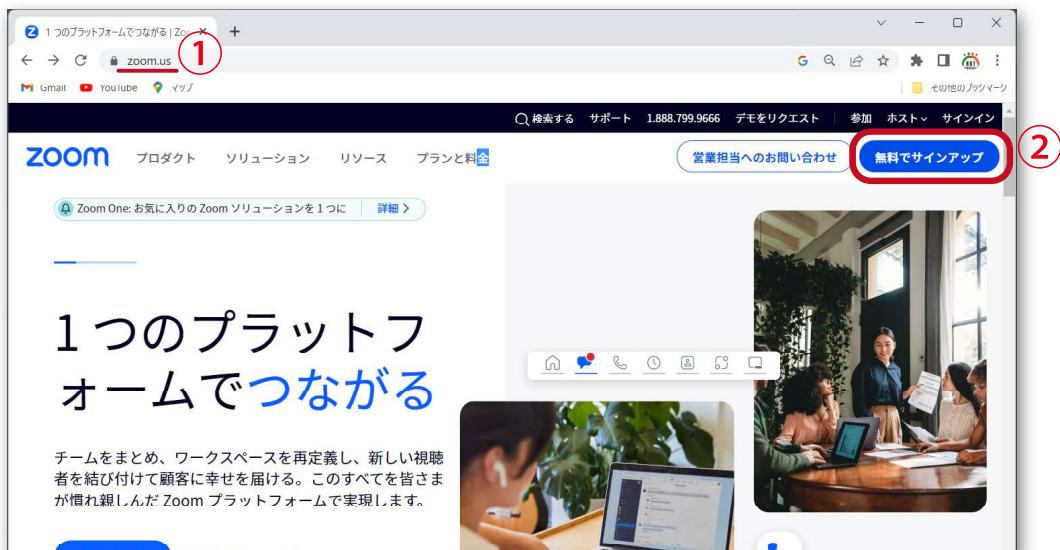 1 つのプラットフォームでつながる | Zo
①
zoom.us
Gmail YouTube マップ その他のブックマーク
検索する サポート 1.888.799.9666 デモをリクエスト 参加 ホスト サインイン
zoom プロダクト ソリューション リソース プランと料金 営業担当へのお問い合わせ 無料でサインアップ ②
Zoom One: お気に入りの Zoom ソリューションを 1 つに 詳細
1 つのプラットフ
ォームでつながる
チームをまとめ、ワークスペースを再定義し、新しい視聴
者を結び付けて顧客に幸せを届ける。このすべてを皆さま
が慣れ親しんだ Zoom プラットフォームで実現します。